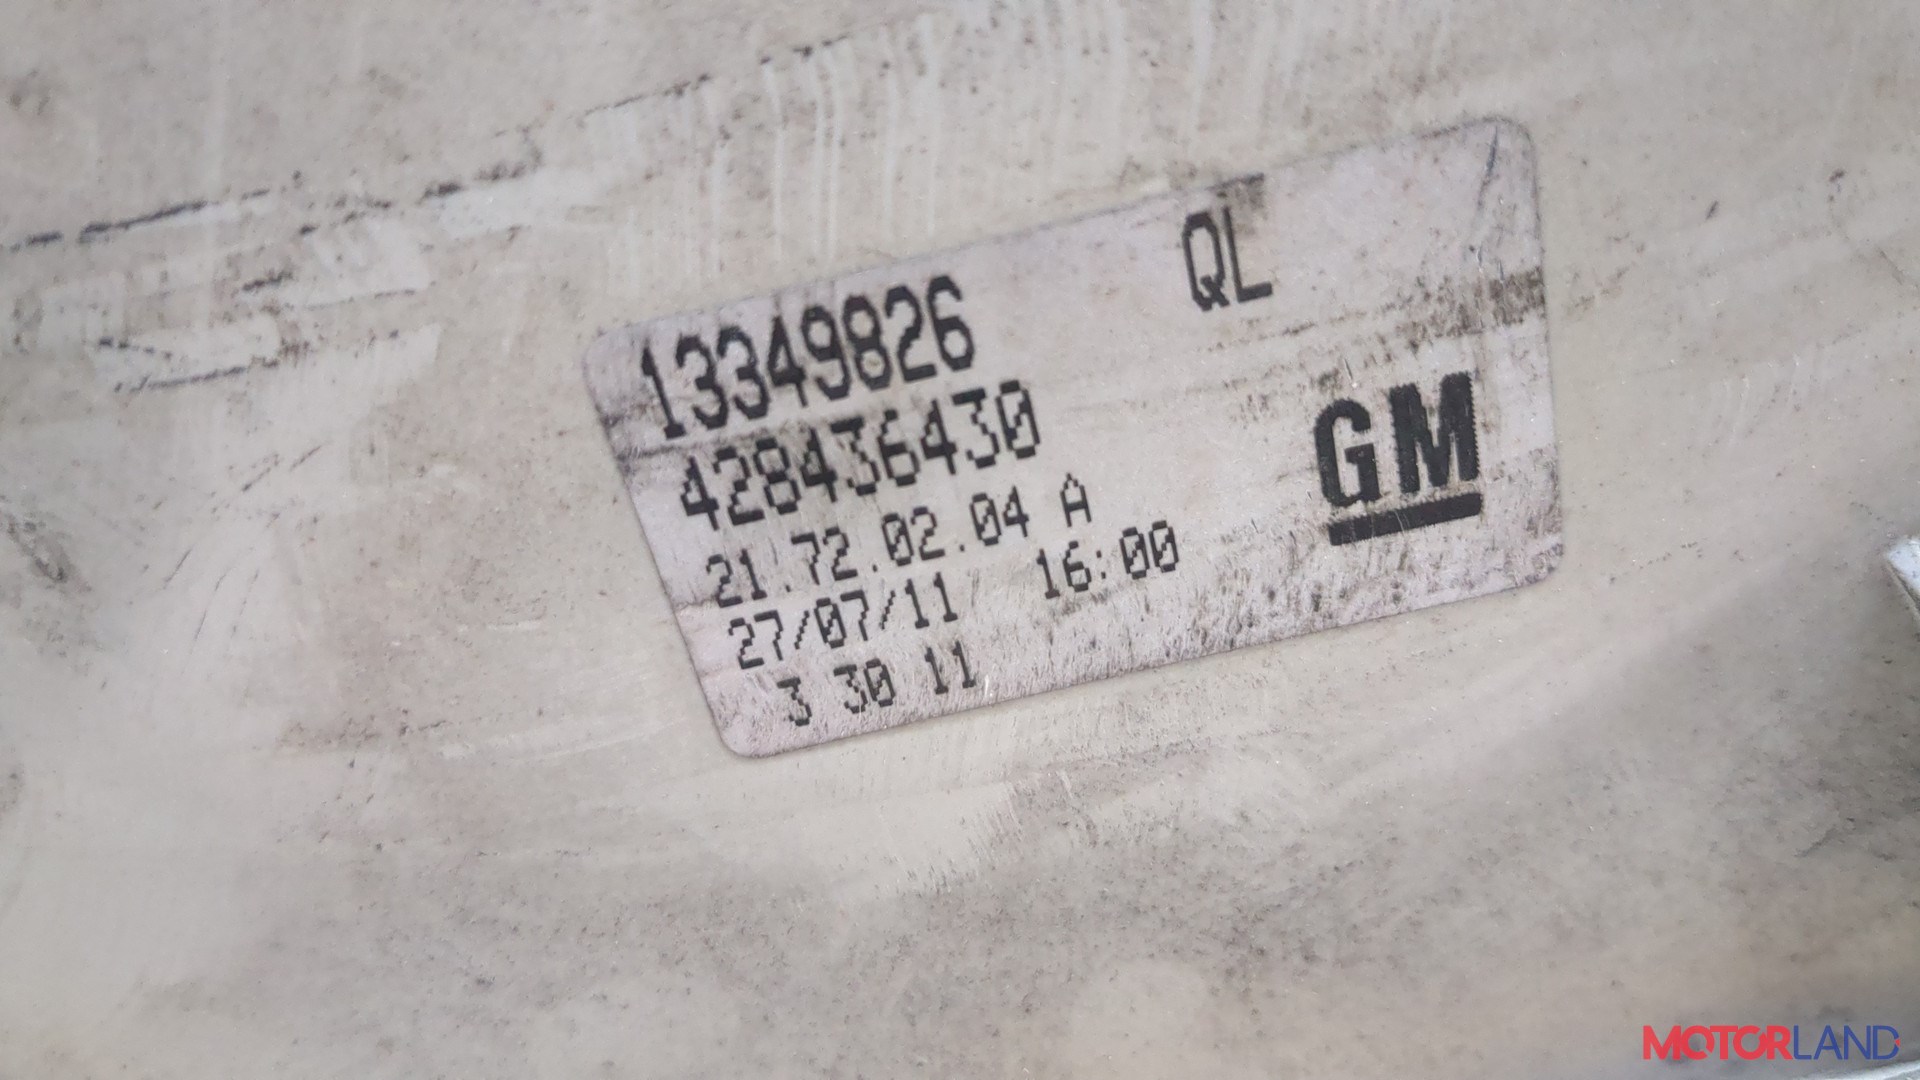 13349826 QL
428436430
GM
21.72.02.04 A
27/07/11 16:00
3 30 11
MOTORLAND